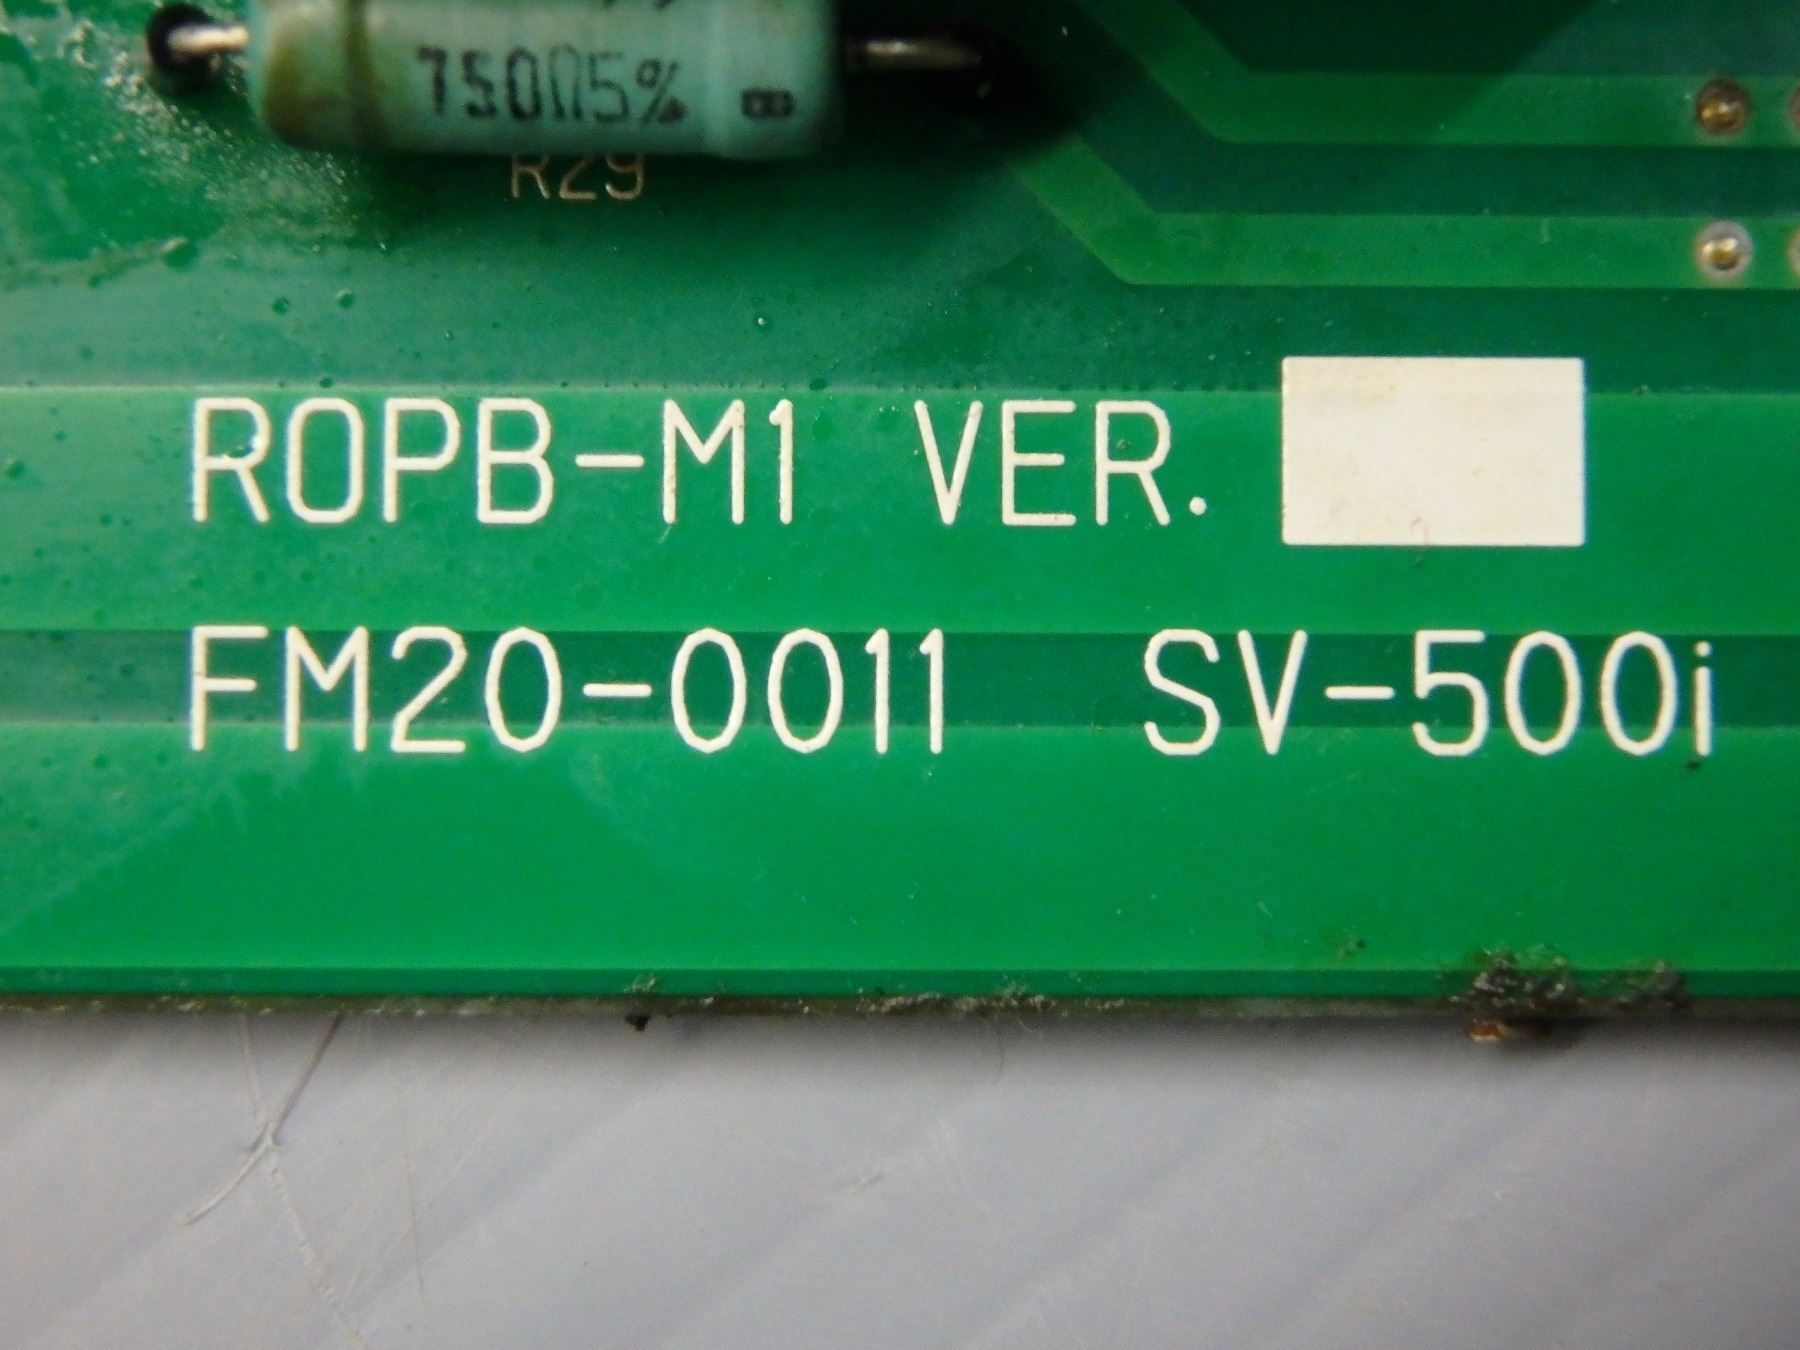 750Ω5%
R29
ROPB-M1 VER.
FM20-0011 SV-500i